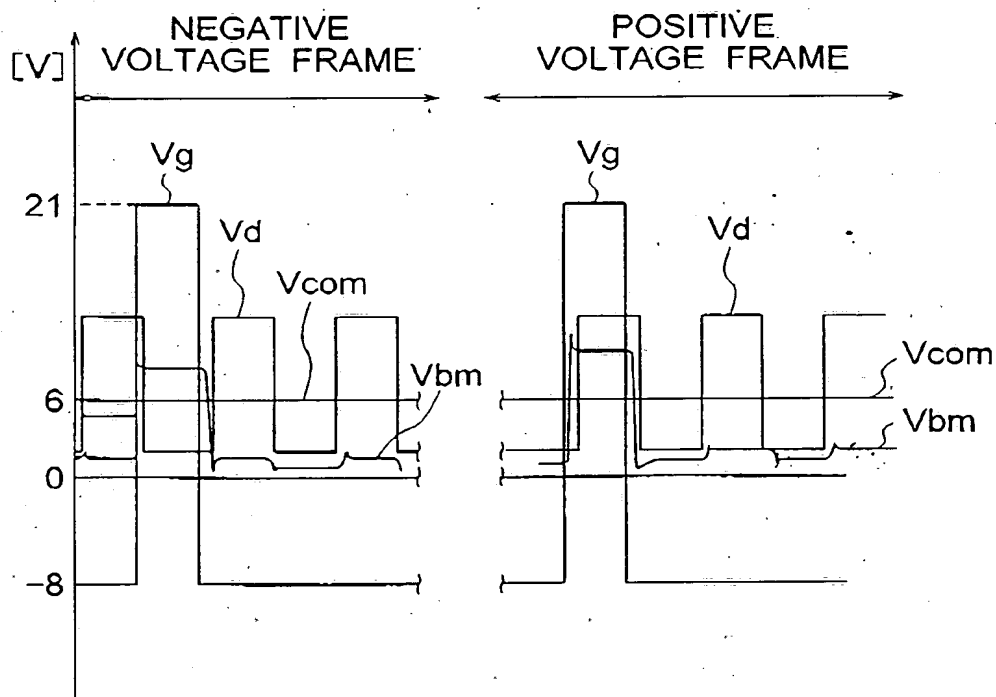 NEGATIVE
VOLTAGE FRAME
POSITIVE
VOLTAGE FRAME
[V]
Vg
Vg
21
Vd
Vd
Vcom
Vcom
Vbm
6
Vbm
0
−8